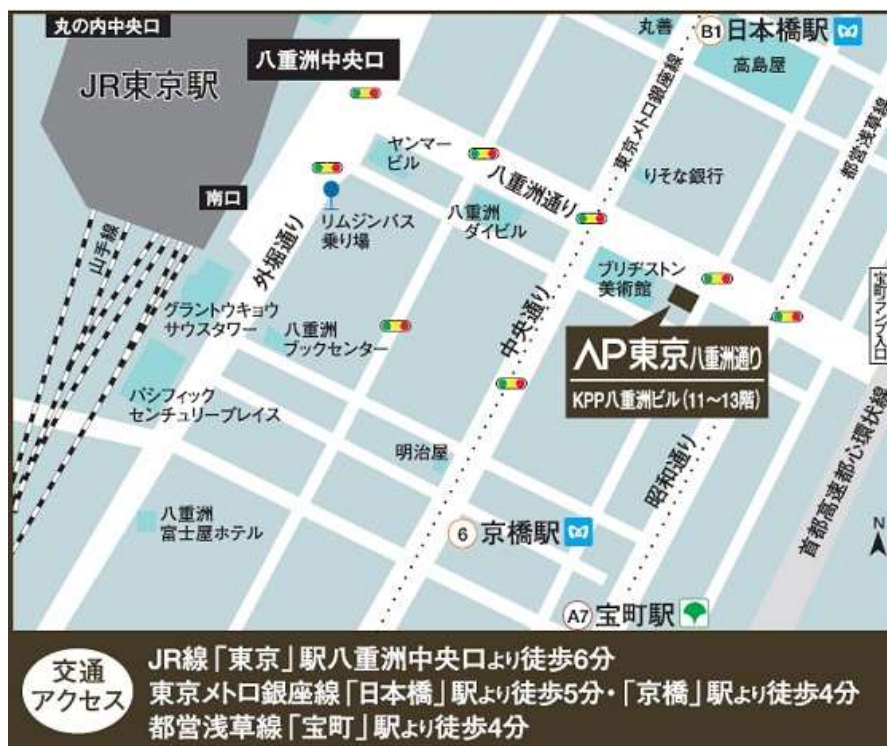 丸の内中央口
JR東京駅
八重洲中央口
丸善
B1 日本橋駅
高島屋
ヤンマー
ビル
八重洲通り
東京メトロ銀座線
都営浅草線
りそな銀行
南口
山手線
外堀通り
リムジンバス
乗り場
八重洲
ダイビル
ブリヂストン
美術館
宝町ランプ入口
グラントウキョウ
サウスタワー
八重洲
ブックセンター
中央通り
AP東京八重洲通り
KPP八重洲ビル(11〜13階)
パシフィック
センチュリープレイス
明治屋
昭和通り
首都高速都心環状線
八重洲
富士屋ホテル
6 京橋駅
N
A7 宝町駅
交通
アクセス
JR線「東京」駅八重洲中央口より徒歩6分
東京メトロ銀座線「日本橋」駅より徒歩5分・「京橋」駅より徒歩4分
都営浅草線「宝町」駅より徒歩4分